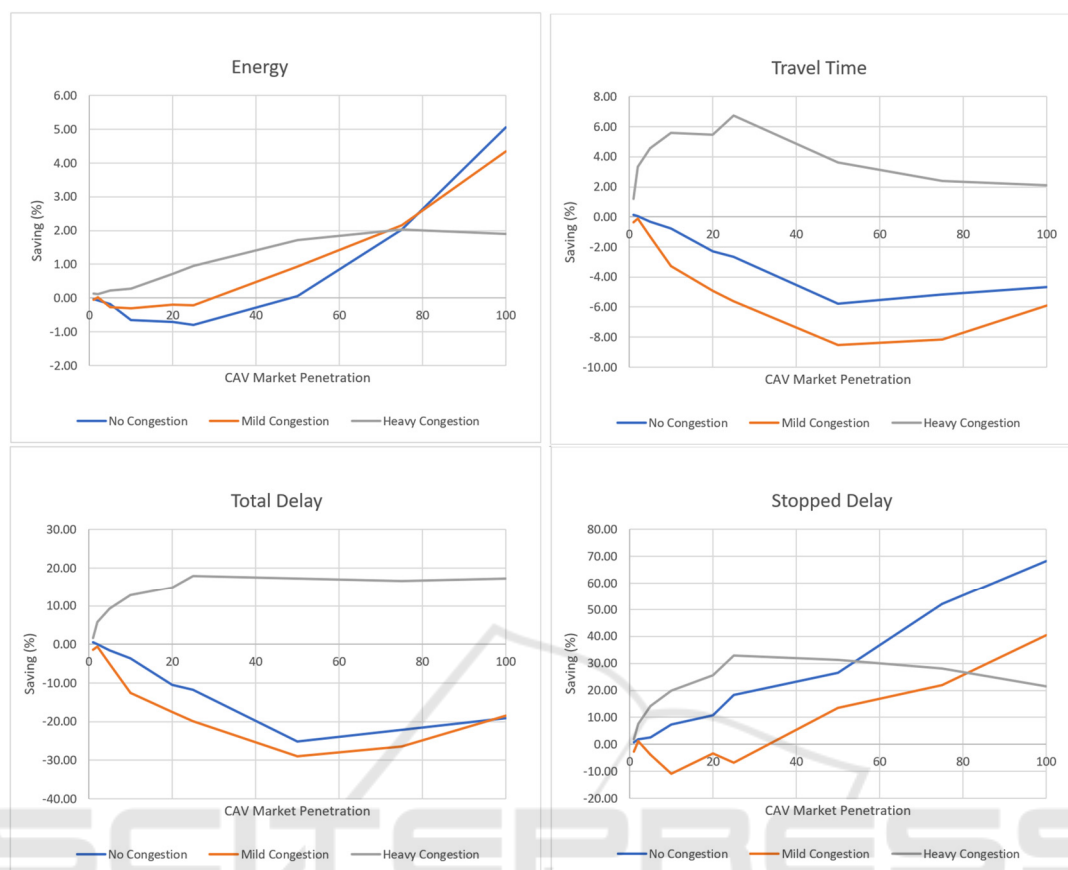 Energy
6.00
5.00
4.00
3.00
2.00
1.00
0.00
-1.00
-2.00
Saving (%)
0 20 40 60 80 100
CAV Market Penetration
No Congestion Mild Congestion Heavy Congestion
Travel Time
8.00
6.00
4.00
2.00
0.00
-2.00
-4.00
-6.00
-8.00
-10.00
Saving (%)
0 20 40 60 80 100
CAV Market Penetration
No Congestion Mild Congestion Heavy Congestion
Total Delay
30.00
20.00
10.00
0.00
-10.00
-20.00
-30.00
-40.00
Saving (%)
0 20 40 60 80 100
CAV Market Penetration
No Congestion Mild Congestion Heavy Congestion
Stopped Delay
80.00
70.00
60.00
50.00
40.00
30.00
20.00
10.00
0.00
-10.00
-20.00
Saving (%)
0 20 40 60 80 100
CAV Market Penetration
No Congestion Mild Congestion Heavy Congestion
SCITEPRESS